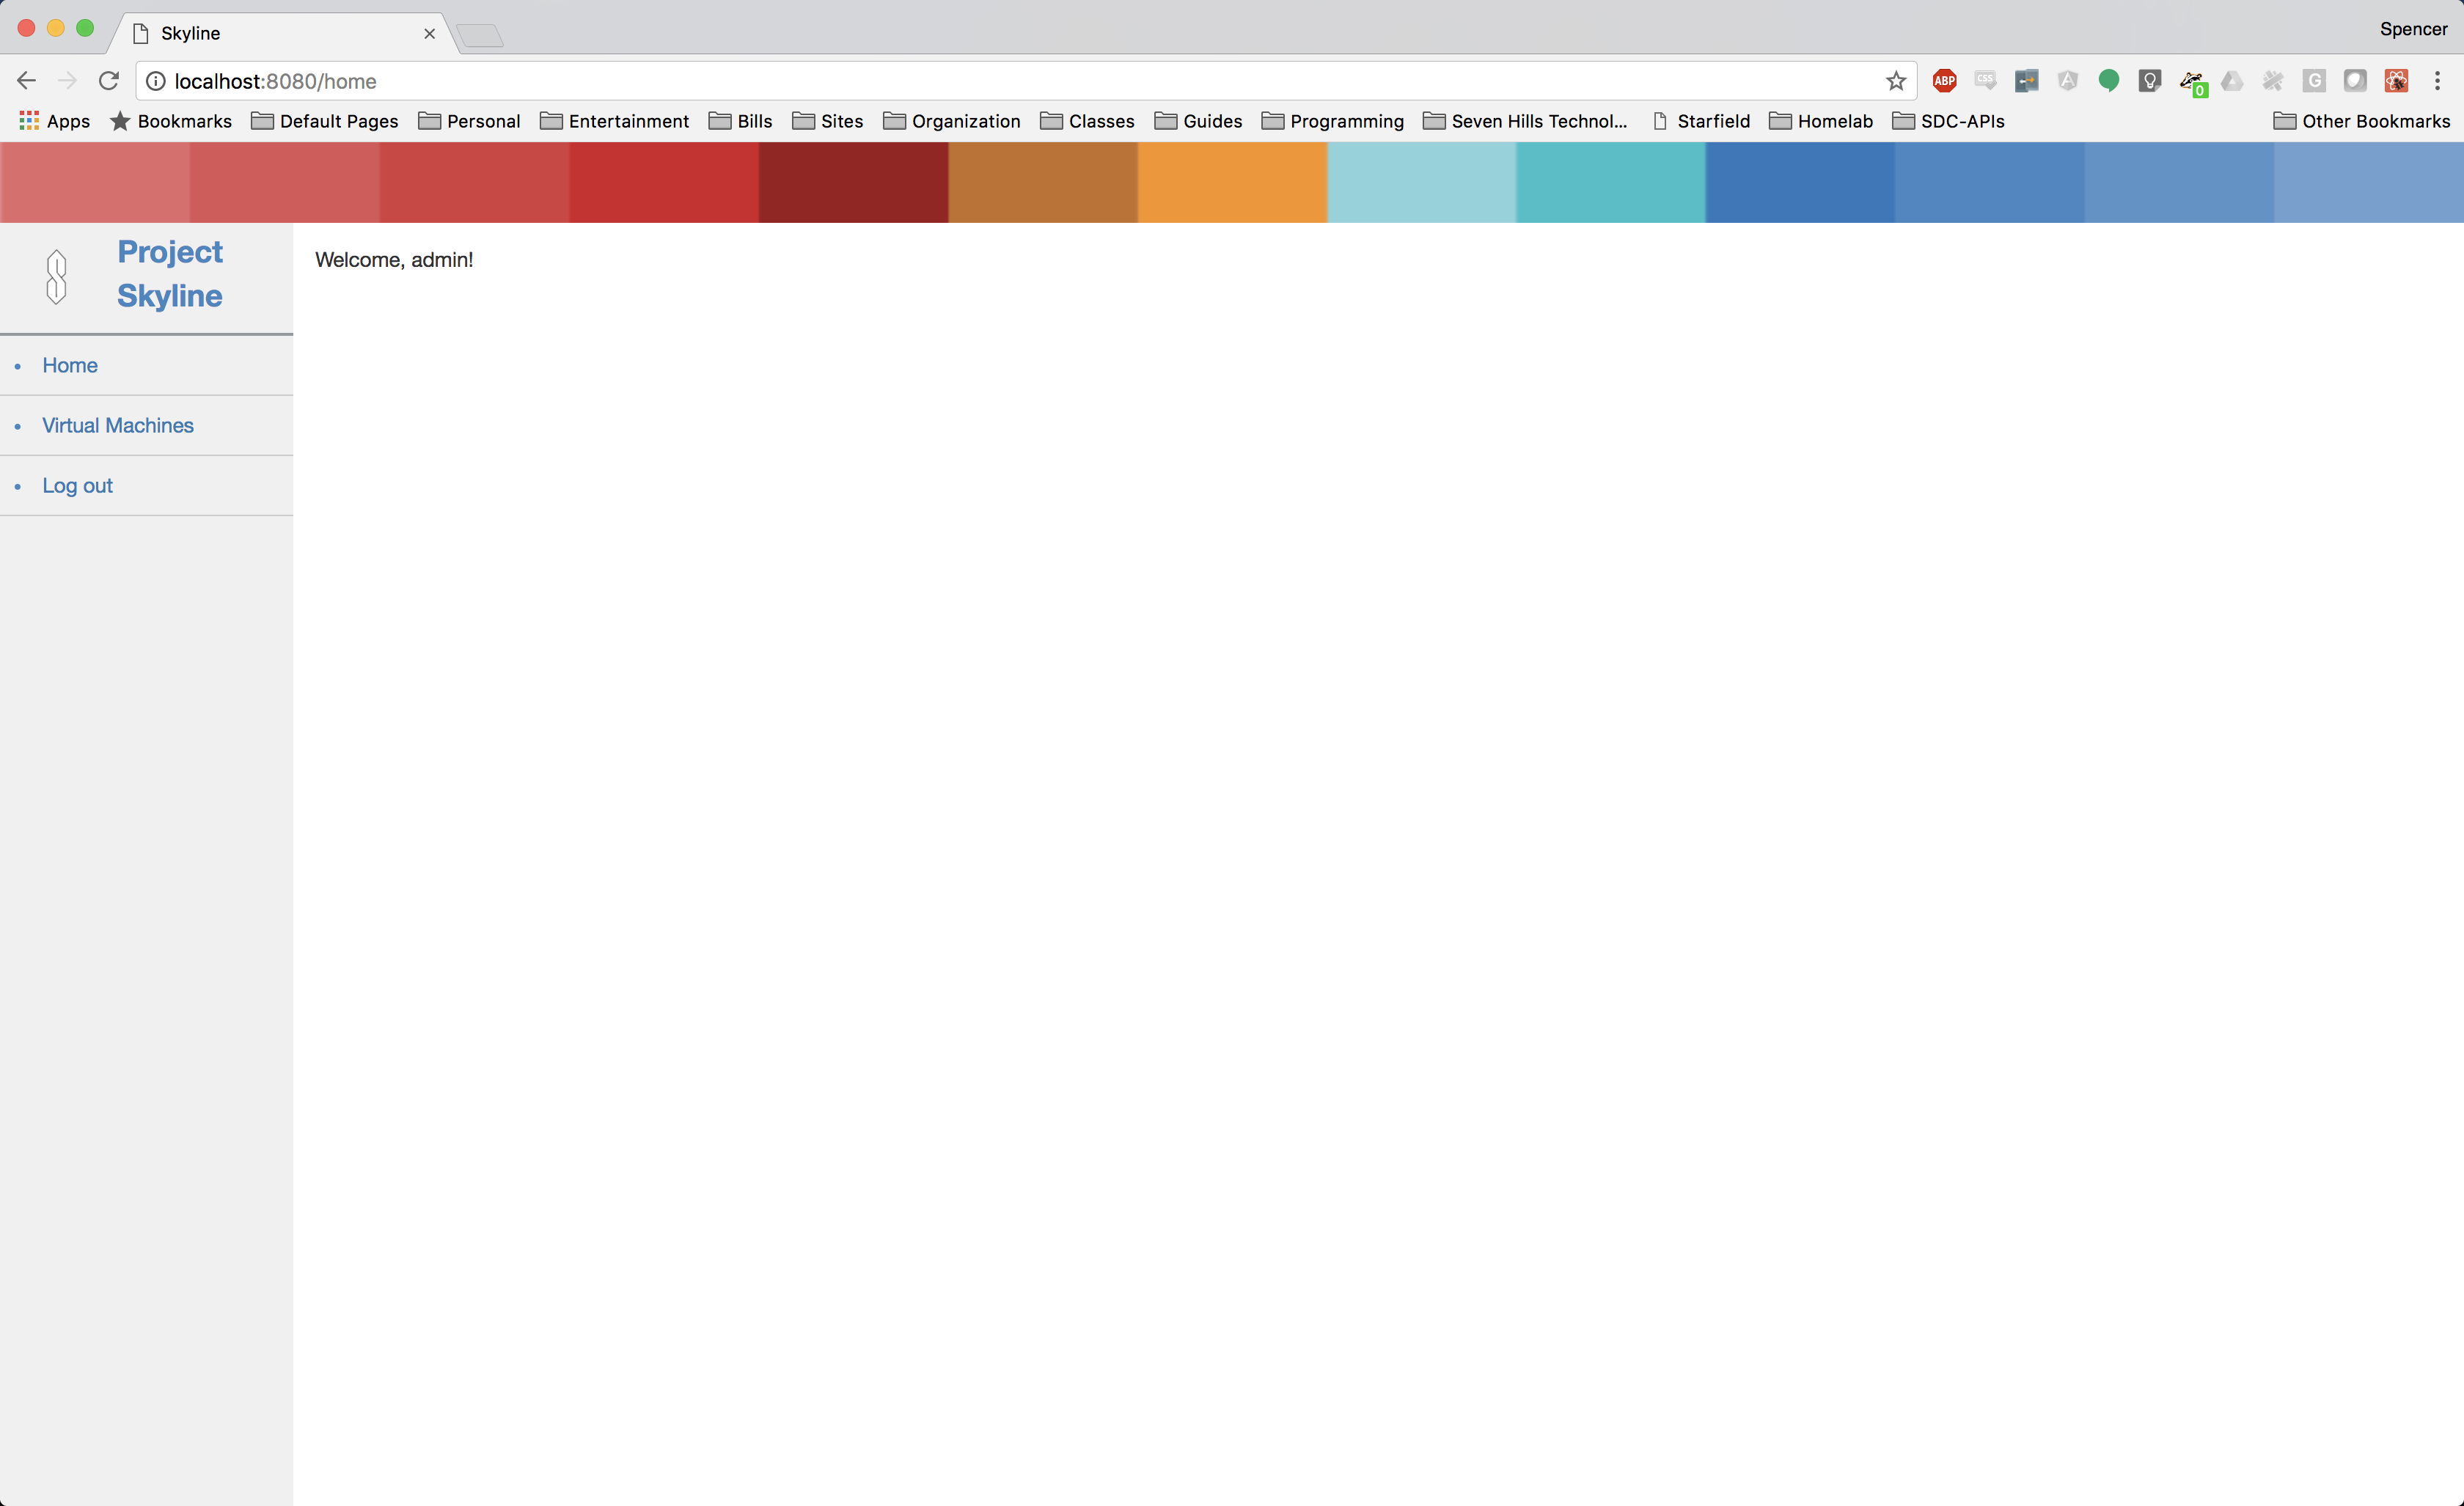 Skyline
Spencer
localhost:8080/home
ABP
CSS
0
G
Apps Bookmarks Default Pages Personal Entertainment Bills Sites Organization Classes Guides Programming Seven Hills Technol... Starfield Homelab SDC-APIs Other Bookmarks
Project
Skyline
Welcome, admin!
Home
Virtual Machines
Log out